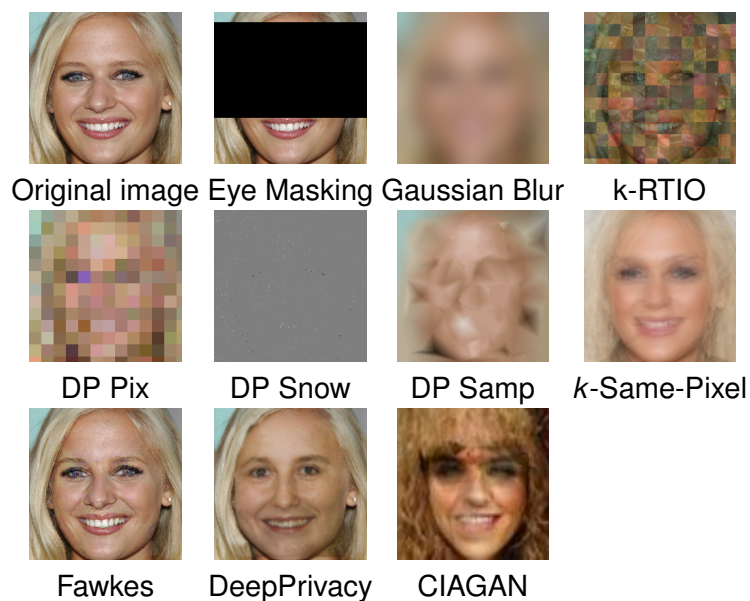 Original image Eye Masking Gaussian Blur k-RTIO
DP Pix DP Snow DP Samp k-Same-Pixel
Fawkes DeepPrivacy CIAGAN